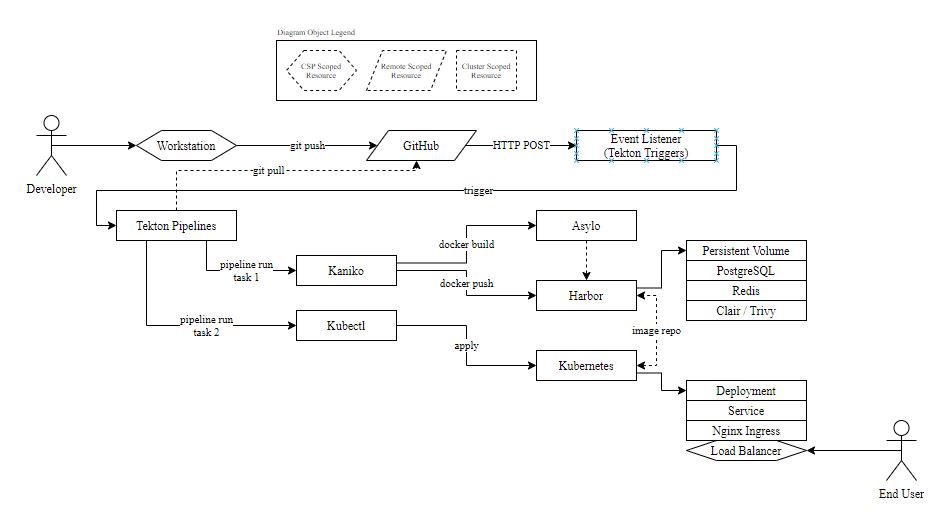 Diagram Object Legend
CSP Scoped
Resource
Remote Scoped
Resource
Cluster Scoped
Resource
Developer
Workstation
git push
GitHub
HTTP POST
Event Listener
(Tekton Triggers)
git pull
trigger
Tekton Pipelines
pipeline run
task 1
Kaniko
docker build
docker push
Asylo
Harbor
Persistent Volume
PostgreSQL
Redis
Clair / Trivy
pipeline run
task 2
Kubectl
apply
image repo
Kubernetes
Deployment
Service
Nginx Ingress
Load Balancer
End User